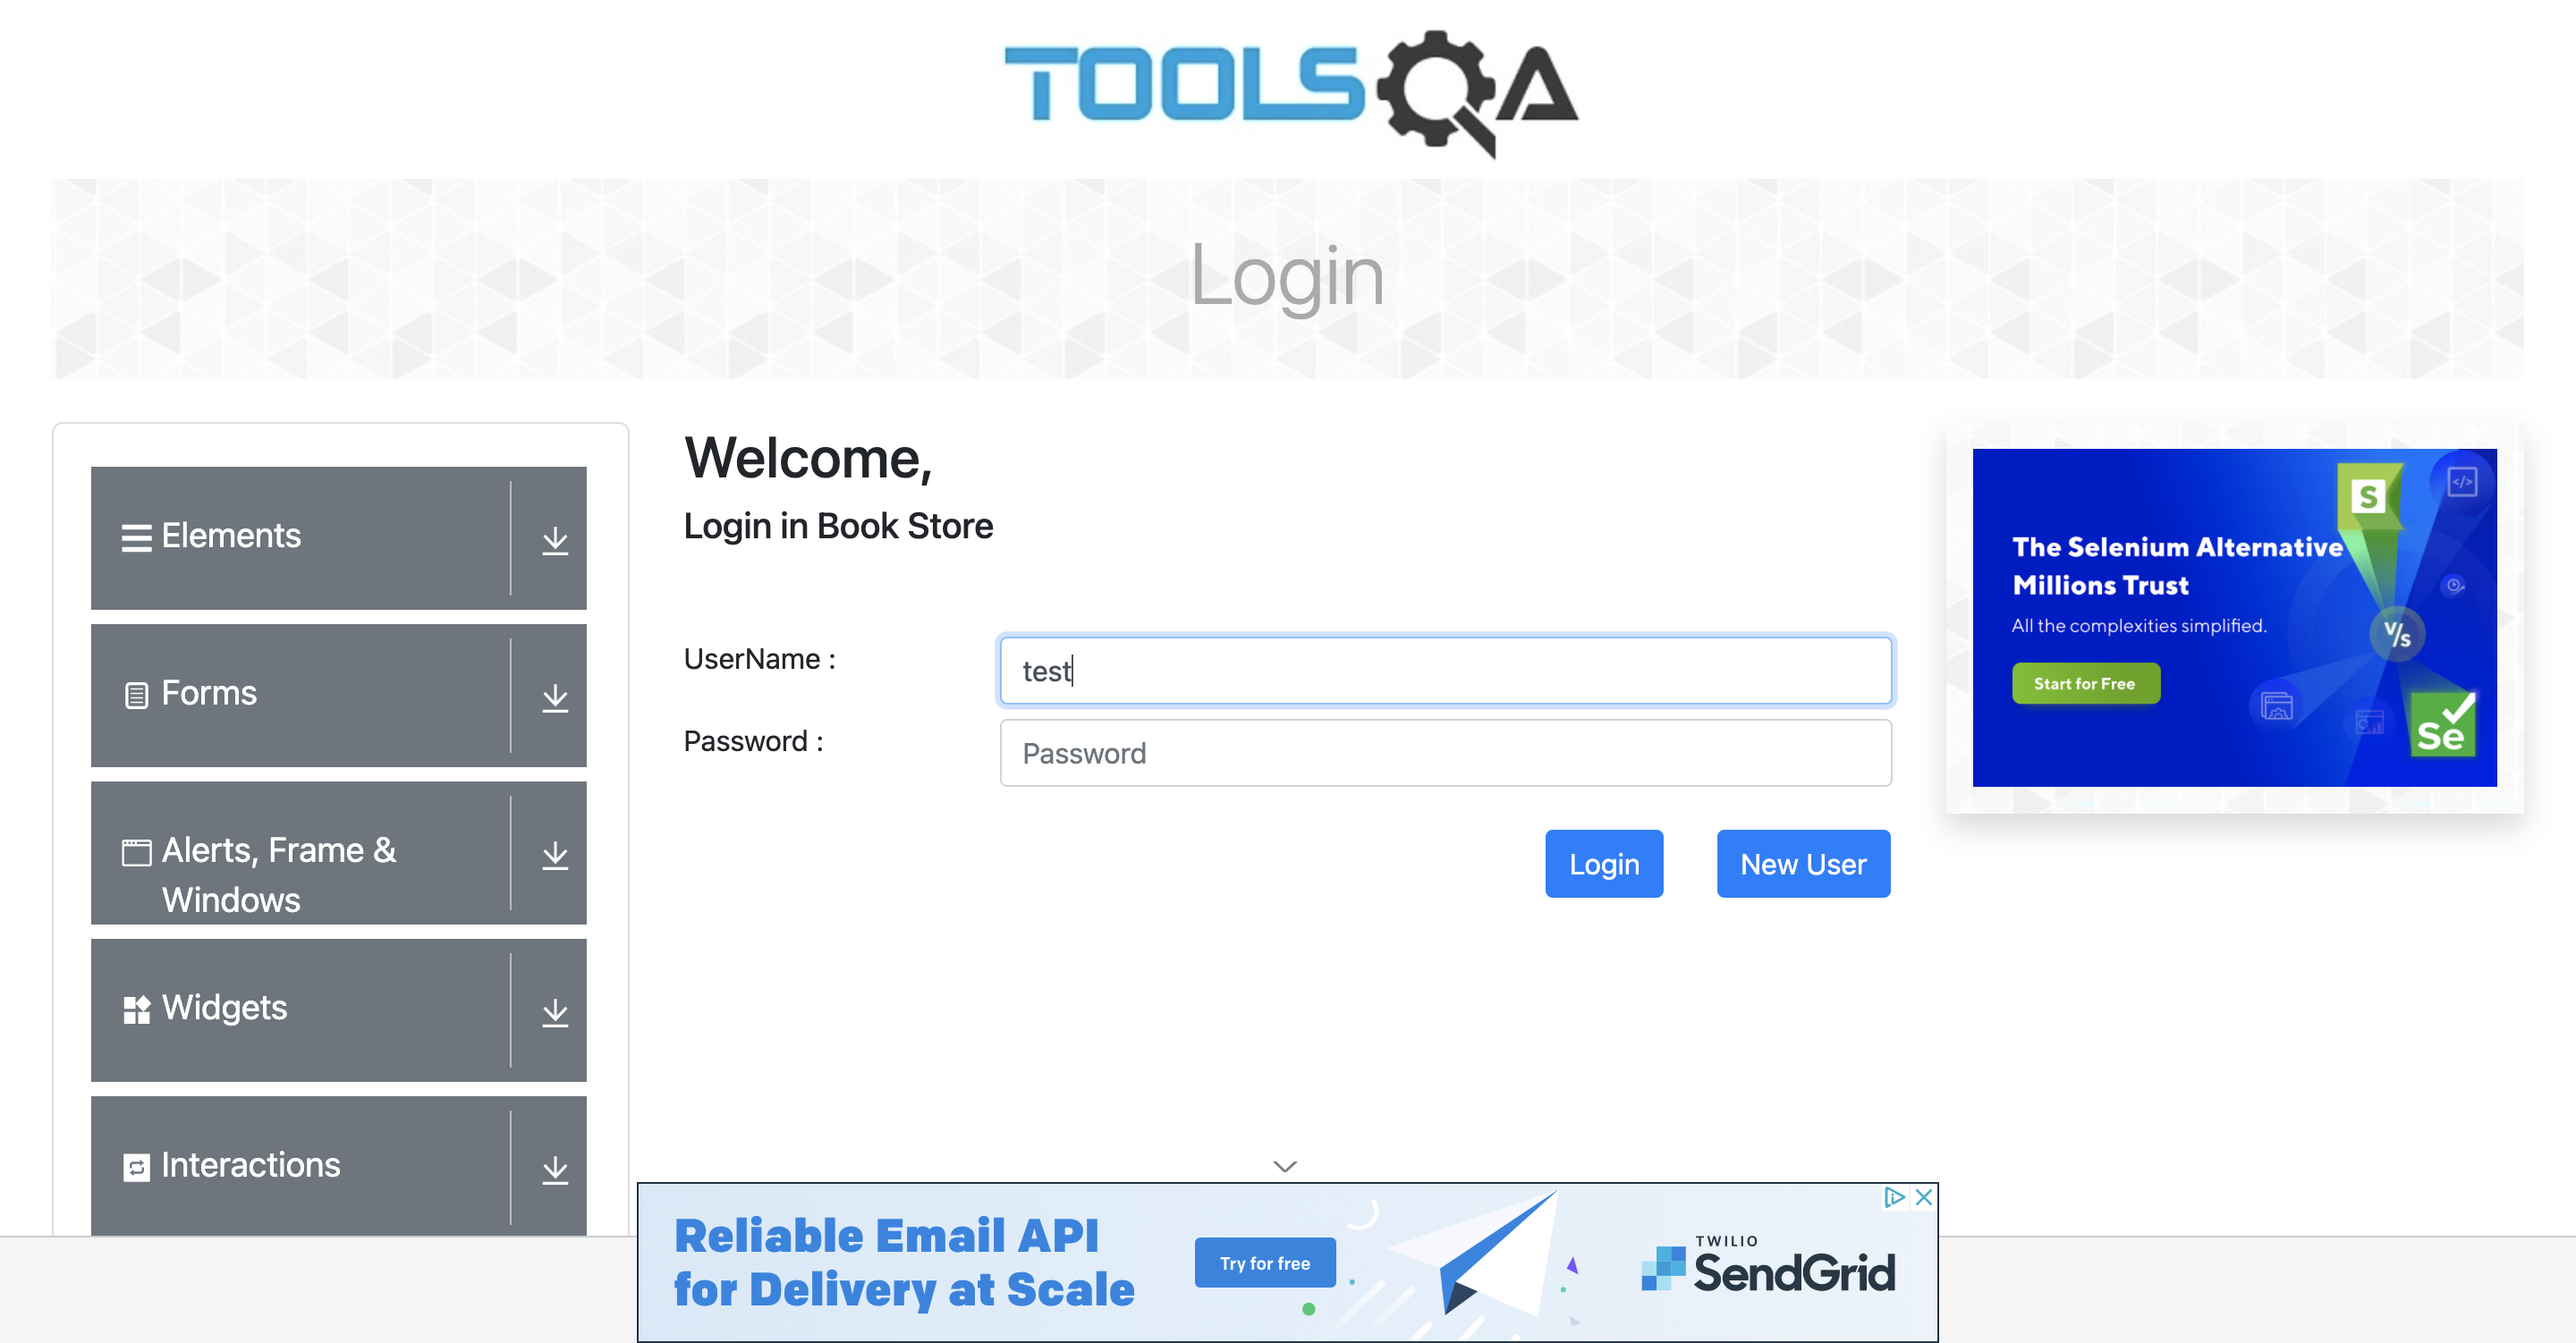 TOOLSQA
Login
Elements
Forms
Alerts, Frame &
Windows
Widgets
Interactions
Welcome,
Login in Book Store
UserName :
test
Password :
Password
Login
New User
The Selenium Alternative
Millions Trust
All the complexities simplified.
Start for Free
S
</>
V/s
Se
Reliable Email API
for Delivery at Scale
Try for free
TWILIO
SendGrid